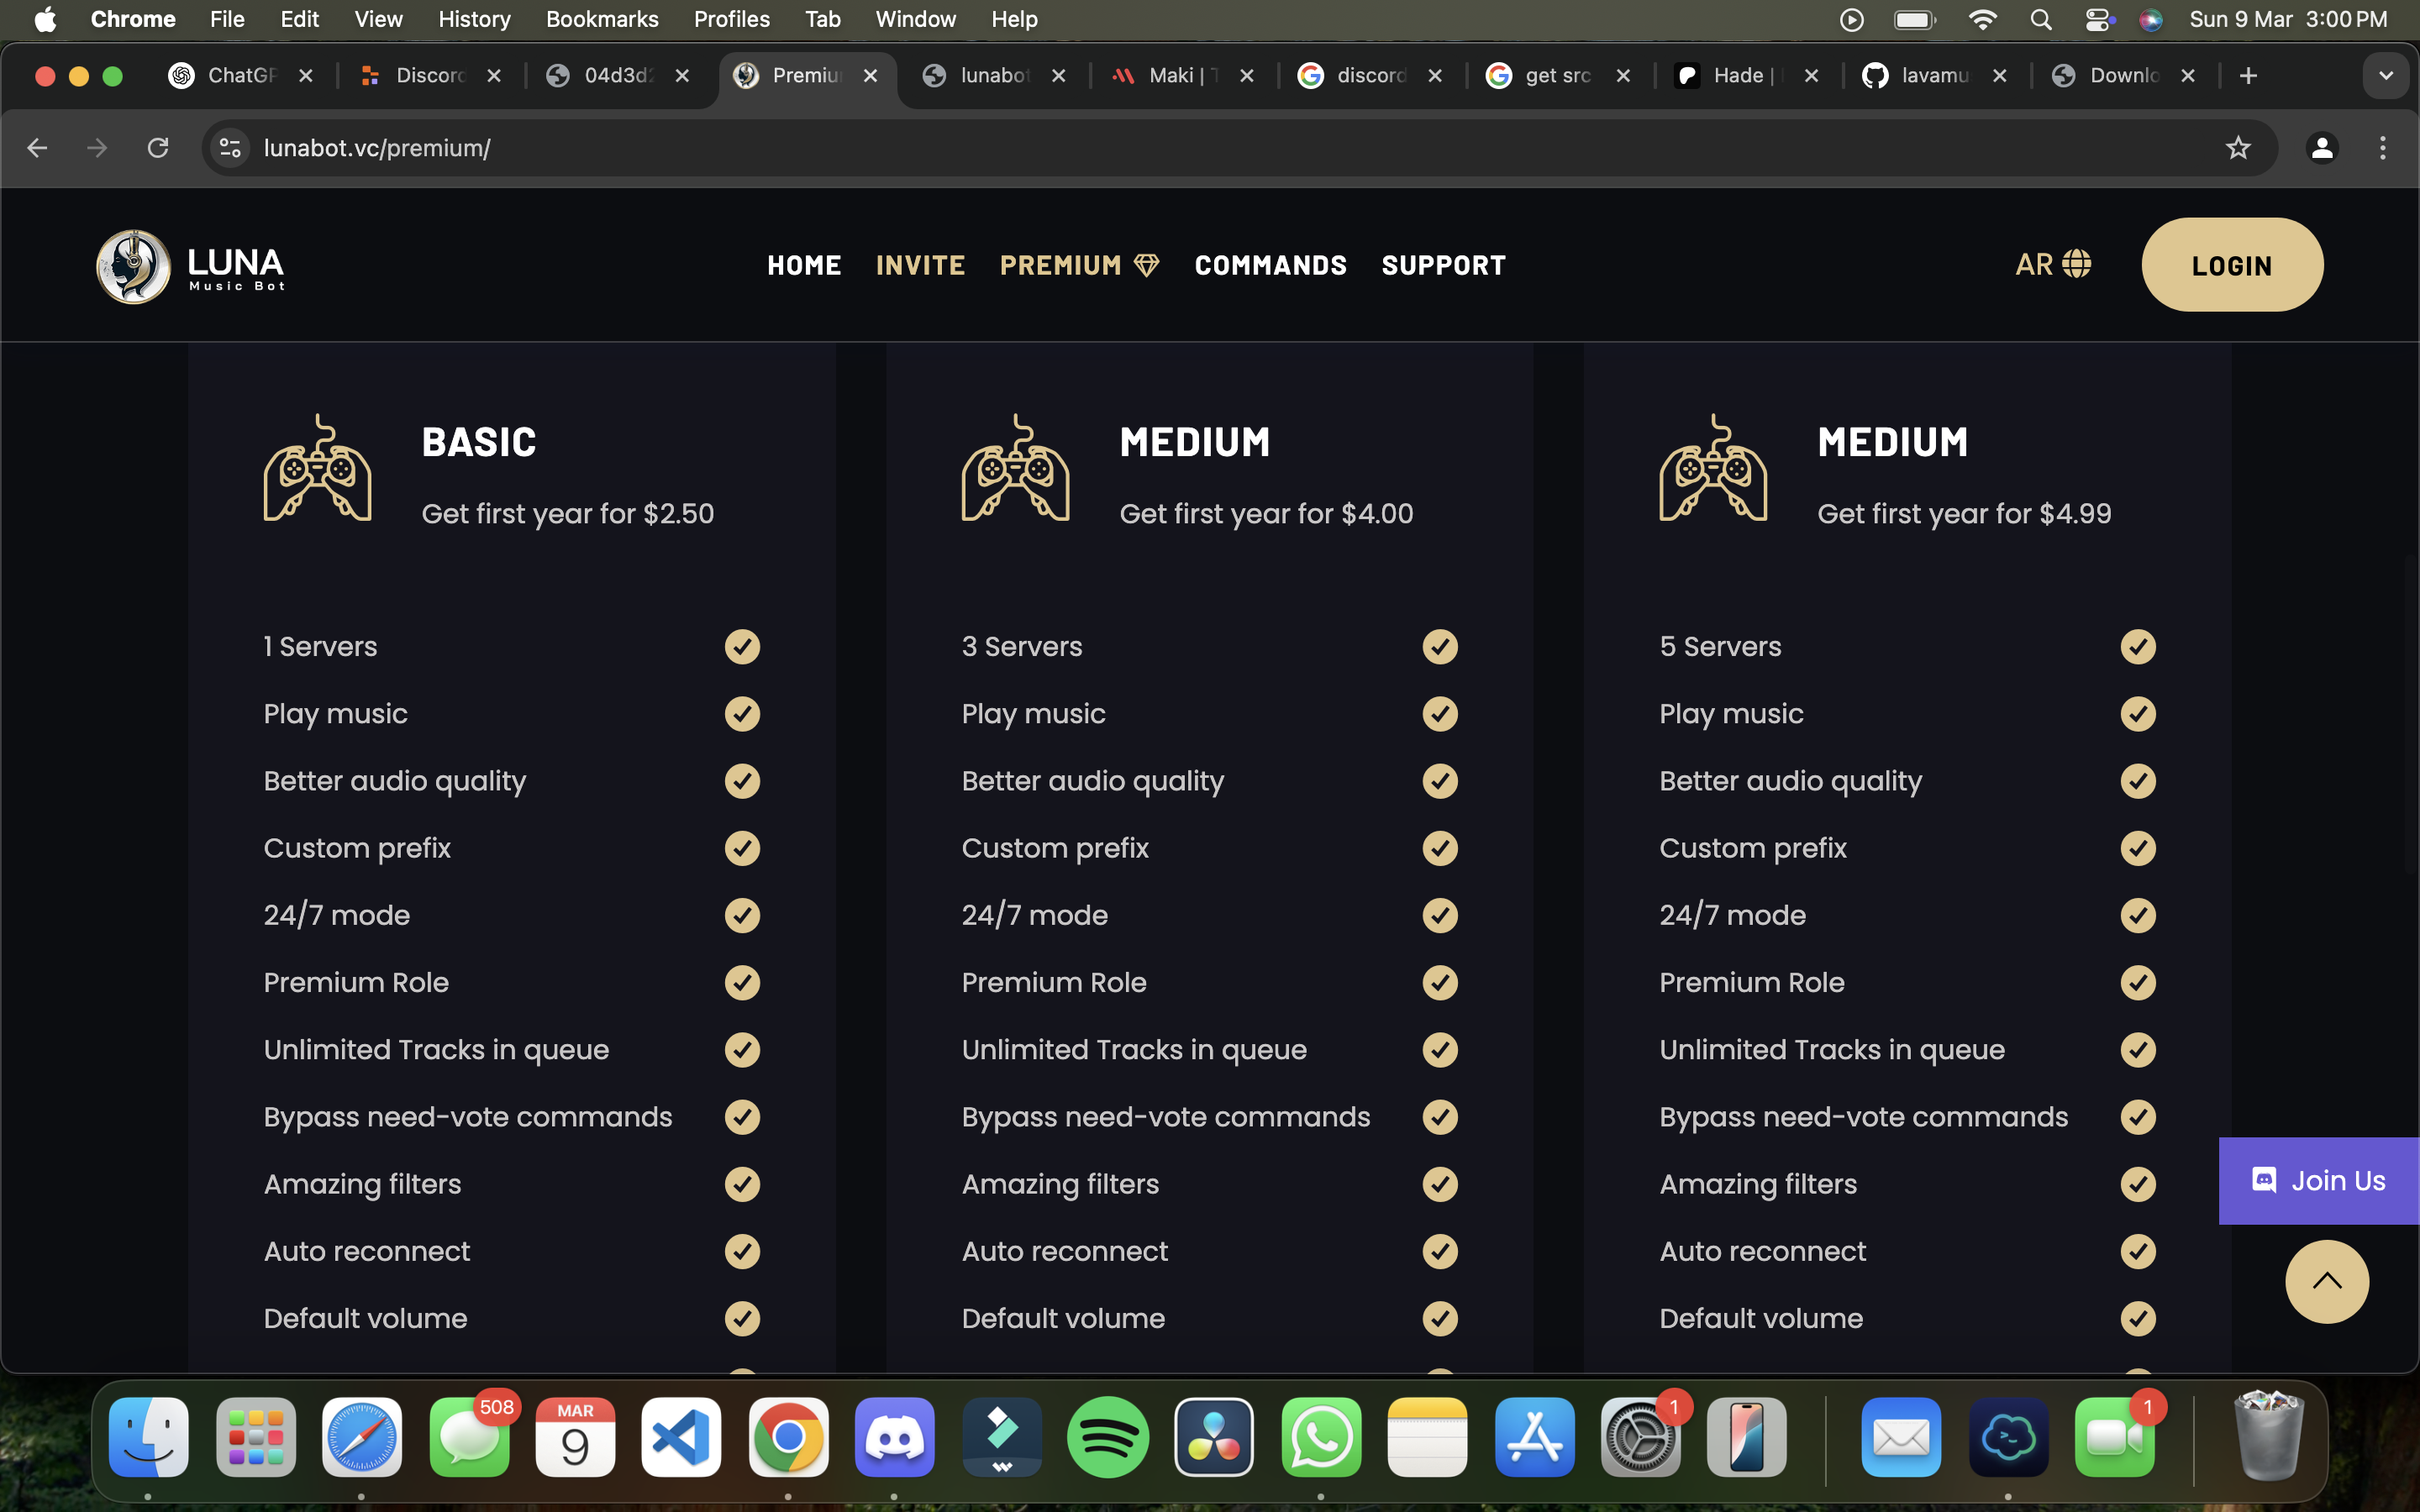 Chrome File Edit View History Bookmarks Profiles Tab Window Help Sun 9 Mar 3:00 PM
ChatGP Discord 04d3d2 Premiu lunabot Maki | T discord get src Hade | lavamu Downlo
lunabot.vc/premium/
LUNA
Music Bot
HOME INVITE PREMIUM COMMANDS SUPPORT AR LOGIN
BASIC
Get first year for $2.50
1 Servers
Play music
Better audio quality
Custom prefix
24/7 mode
Premium Role
Unlimited Tracks in queue
Bypass need-vote commands
Amazing filters
Auto reconnect
Default volume
MEDIUM
Get first year for $4.00
3 Servers
Play music
Better audio quality
Custom prefix
24/7 mode
Premium Role
Unlimited Tracks in queue
Bypass need-vote commands
Amazing filters
Auto reconnect
Default volume
MEDIUM
Get first year for $4.99
5 Servers
Play music
Better audio quality
Custom prefix
24/7 mode
Premium Role
Unlimited Tracks in queue
Bypass need-vote commands
Amazing filters
Auto reconnect
Default volume
Join Us
508
MAR
9
1
1